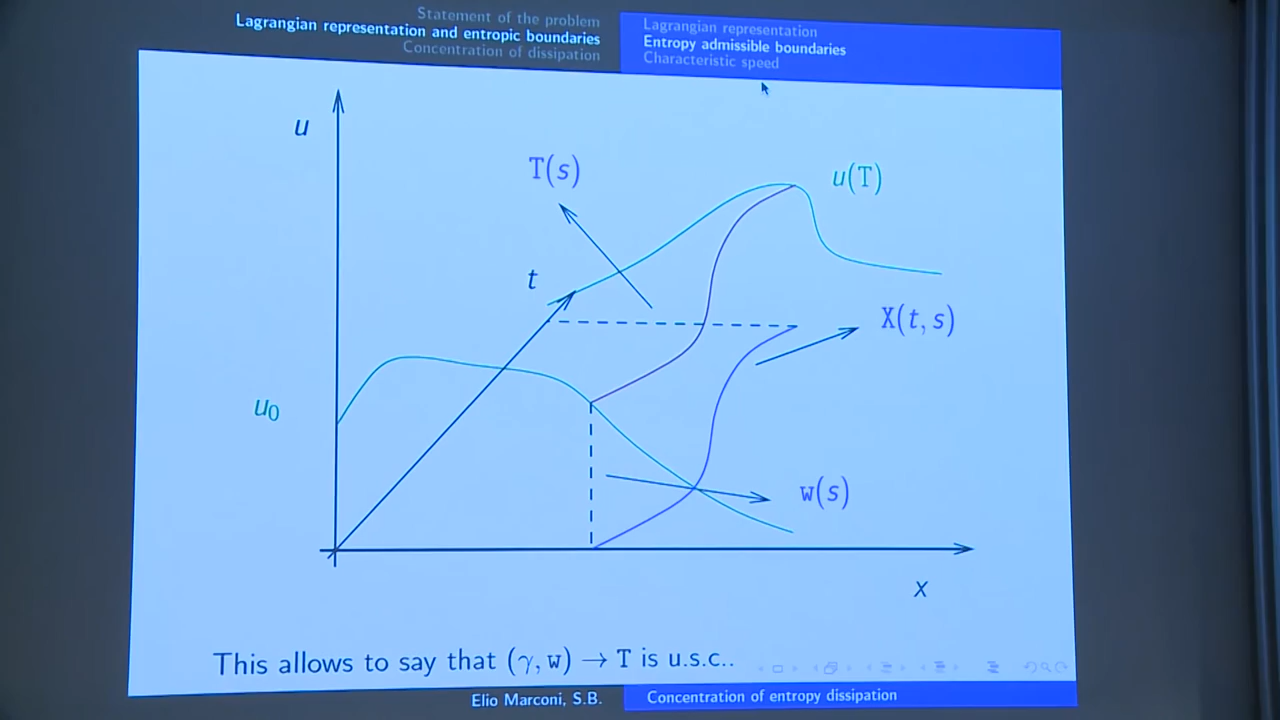 Statement of the problem
Lagrangian representation and entropic boundaries
Concentration of dissipation
Lagrangian representation
Entropy admissible boundaries
Characteristic speed
u
T(s)
u(T)
t
X(t, s)
u₀
w(s)
x
This allows to say that (γ, w) → T is u.s.c..
Elio Marconi, S.B.
Concentration of entropy dissipation